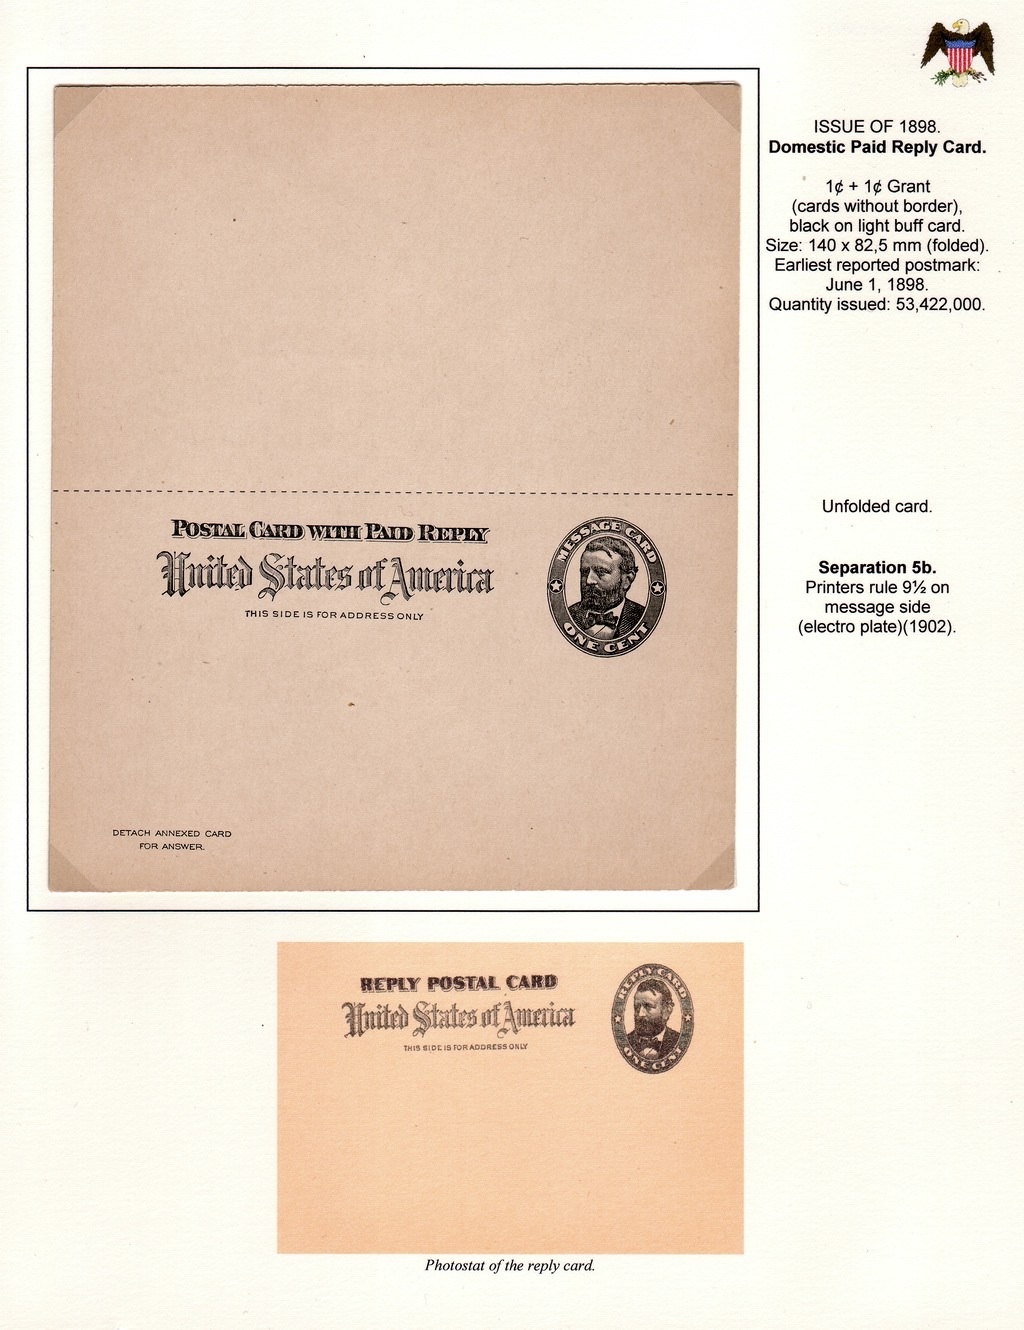 ISSUE OF 1898.
Domestic Paid Reply Card.
1¢ + 1¢ Grant
(cards without border),
black on light buff card.
Size: 140 x 82,5 mm (folded).
Earliest reported postmark:
June 1, 1898.
Quantity issued: 53,422,000.
Unfolded card.
Separation 5b.
Printers rule 9½ on
message side
(electro plate)(1902).
POSTAL CARD WITH PAID REPLY
United States of America
THIS SIDE IS FOR ADDRESS ONLY
MESSAGE CARD
ONE CENT
DETACH ANNEXED CARD
FOR ANSWER.
REPLY POSTAL CARD
United States of America
THIS SIDE IS FOR ADDRESS ONLY
REPLY CARD
ONE CENT
Photostat of the reply card.